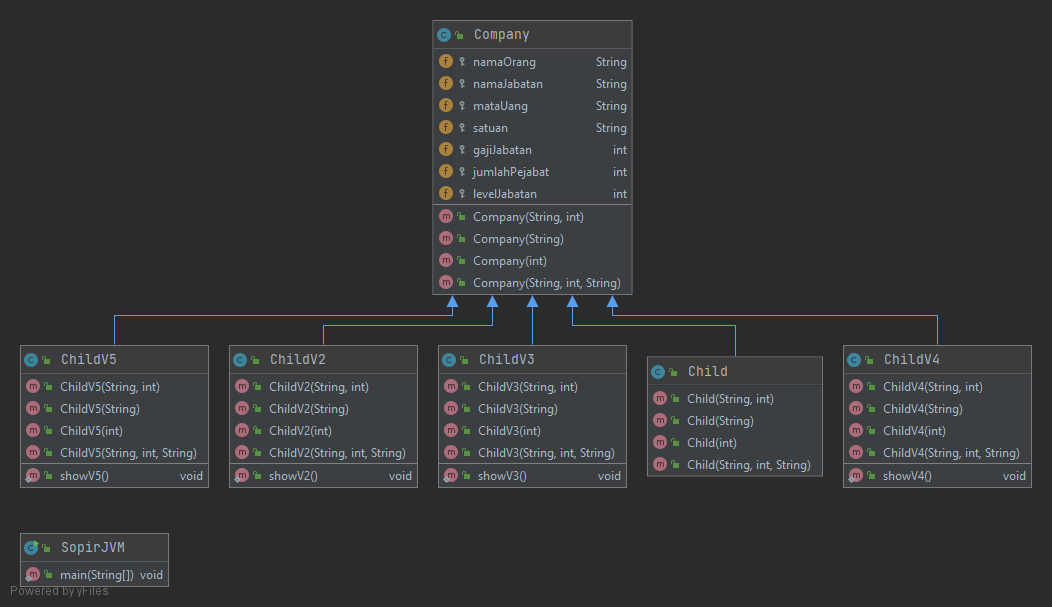 Company
namaOrang String
namaJabatan String
mataUang String
satuan String
gajiJabatan int
jumlahPejabat int
levelJabatan int
Company(String, int)
Company(String)
Company(int)
Company(String, int, String)
ChildV5
ChildV5(String, int)
ChildV5(String)
ChildV5(int)
ChildV5(String, int, String)
showV5() void
ChildV2
ChildV2(String, int)
ChildV2(String)
ChildV2(int)
ChildV2(String, int, String)
showV2() void
ChildV3
ChildV3(String, int)
ChildV3(String)
ChildV3(int)
ChildV3(String, int, String)
showV3() void
Child
Child(String, int)
Child(String)
Child(int)
Child(String, int, String)
ChildV4
ChildV4(String, int)
ChildV4(String)
ChildV4(int)
ChildV4(String, int, String)
showV4() void
SopirJVM
main(String[]) void
Powered by yFiles